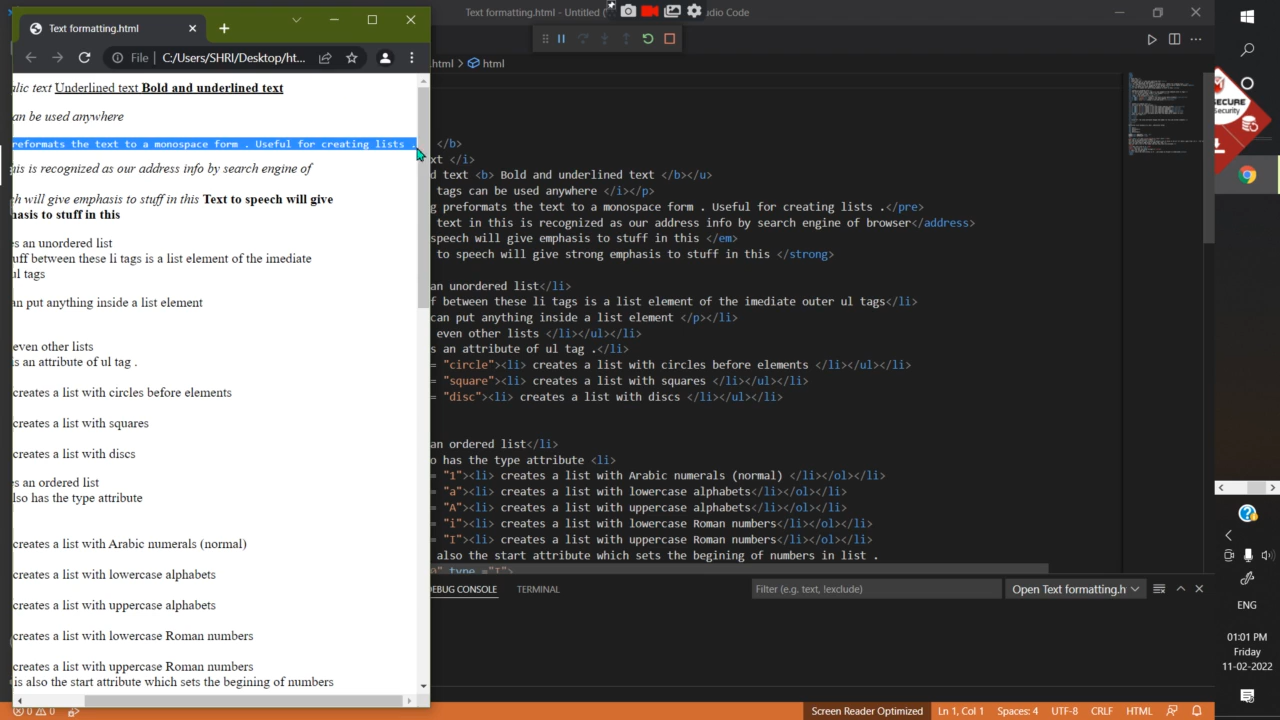 Text formatting.html
File C:/Users/SHRI/Desktop/ht...
alic text Underlined text Bold and underlined text
an be used anywhere
reformats the text to a monospace form . Useful for creating lists .
his is recognized as our address info by search engine of
ch will give emphasis to stuff in this Text to speech will give
hasis to stuff in this
es an unordered list
uff between these li tags is a list element of the imediate
ul tags
an put anything inside a list element
even other lists
is an attribute of ul tag .
creates a list with circles before elements
creates a list with squares
creates a list with discs
es an ordered list
lso has the type attribute
creates a list with Arabic numerals (normal)
creates a list with lowercase alphabets
creates a list with uppercase alphabets
creates a list with lowercase Roman numbers
creates a list with uppercase Roman numbers
is also the start attribute which sets the begining of numbers
Text formatting.html - Untitled ( udio Code
.html > html
</b>
xt </i>
d text <b> Bold and underlined text </b></u>
tags can be used anywhere </i></p>
g preformats the text to a monospace form . Useful for creating lists .</pre>
text in this is recognized as our address info by search engine of browser</address>
speech will give emphasis to stuff in this </em>
to speech will give strong emphasis to stuff in this </strong>
an unordered list</li>
f between these li tags is a list element of the imediate outer ul tags</li>
can put anything inside a list element </p></li>
even other lists </li></ul></li>
s an attribute of ul tag .</li>
= "circle"><li> creates a list with circles before elements </li></ul></li>
= "square"><li> creates a list with squares </li></ul></li>
= "disc"><li> creates a list with discs </li></ul></li>
an ordered list</li>
o has the type attribute <li>
= "1"><li> creates a list with Arabic numerals (normal) </li></ol></li>
= "a"><li> creates a list with lowercase alphabets</li></ol></li>
= "A"><li> creates a list with uppercase alphabets</li></ol></li>
= "i"><li> creates a list with lowercase Roman numbers</li></ol></li>
= "I"><li> creates a list with uppercase Roman numbers</li></ol></li>
also the start attribute which sets the begining of numbers in list .
0" type ="I">
DEBUG CONSOLE TERMINAL Filter (e.g. text, !exclude) Open Text formatting.h
0 0 Screen Reader Optimized Ln 1, Col 1 Spaces: 4 UTF-8 CRLF HTML
ECURE
Security
ENG
01:01 PM
Friday
11-02-2022